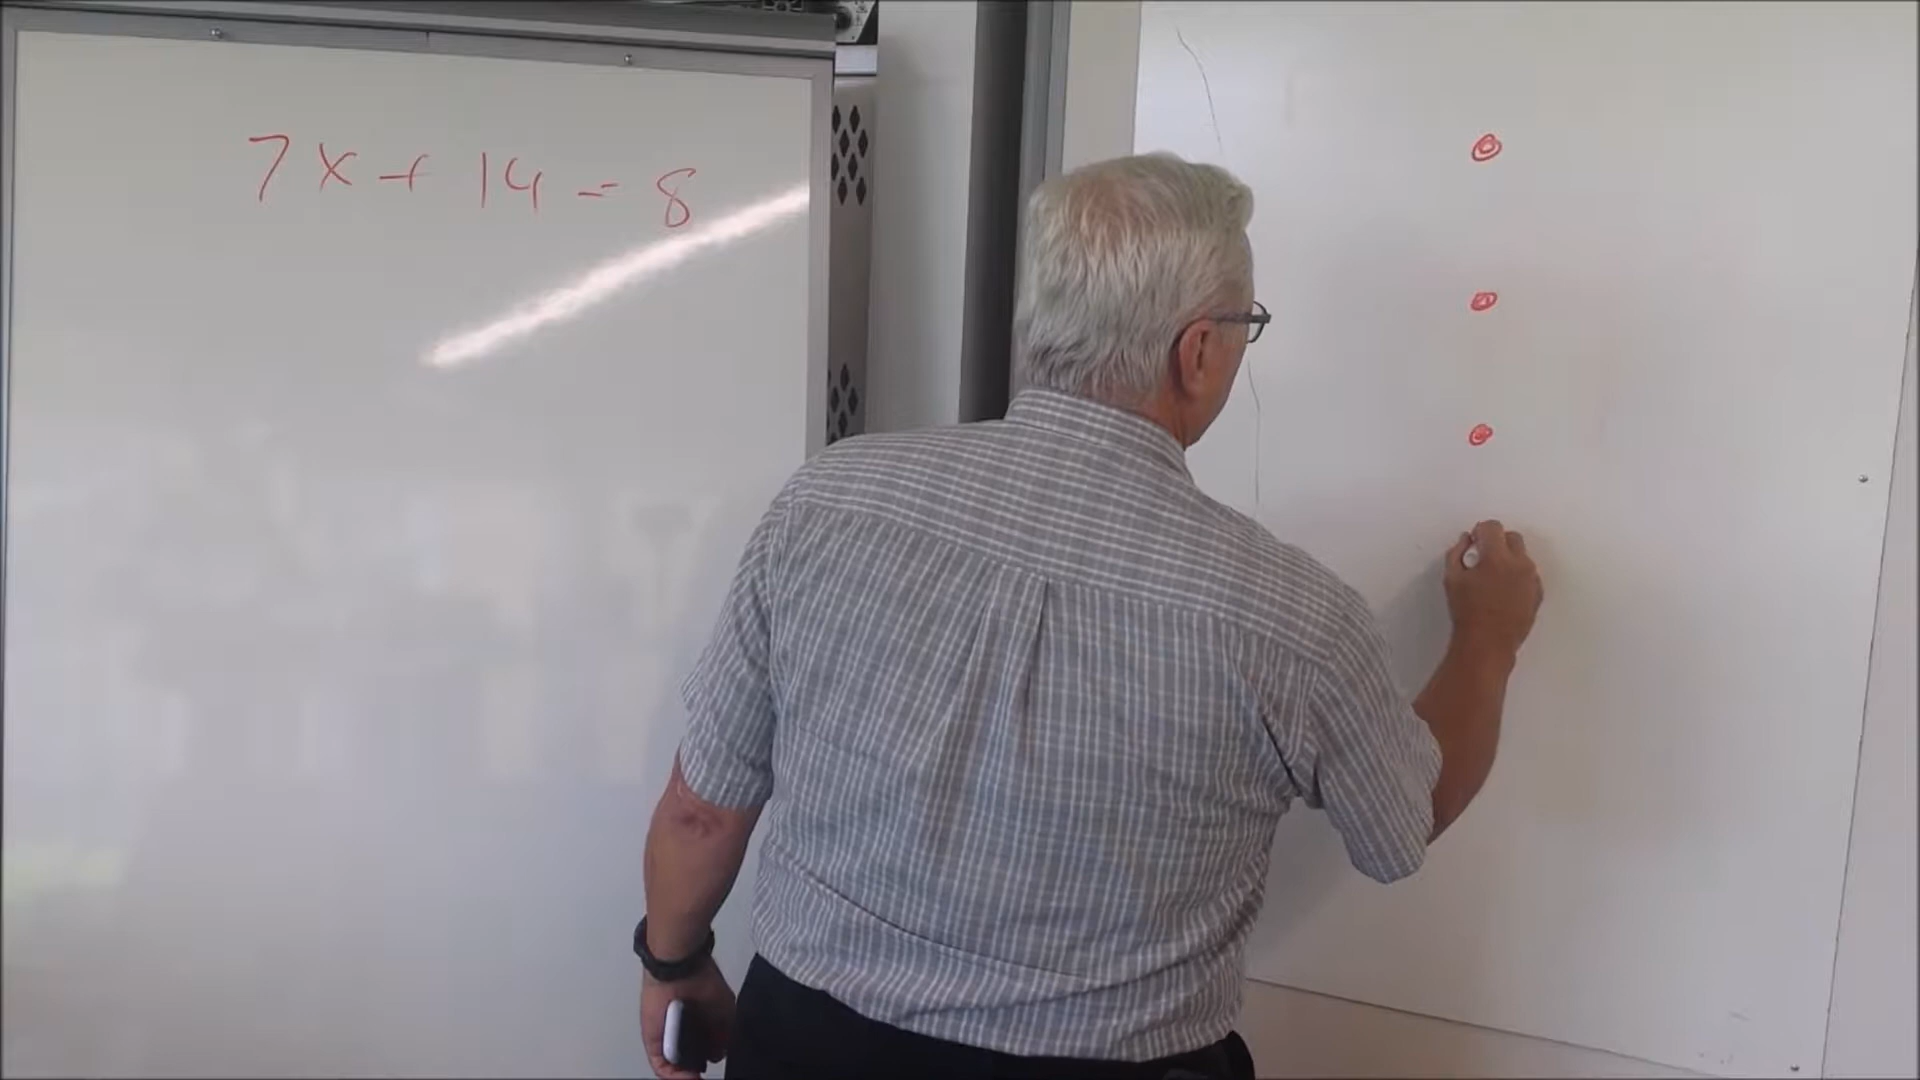 7x + 14 = 8